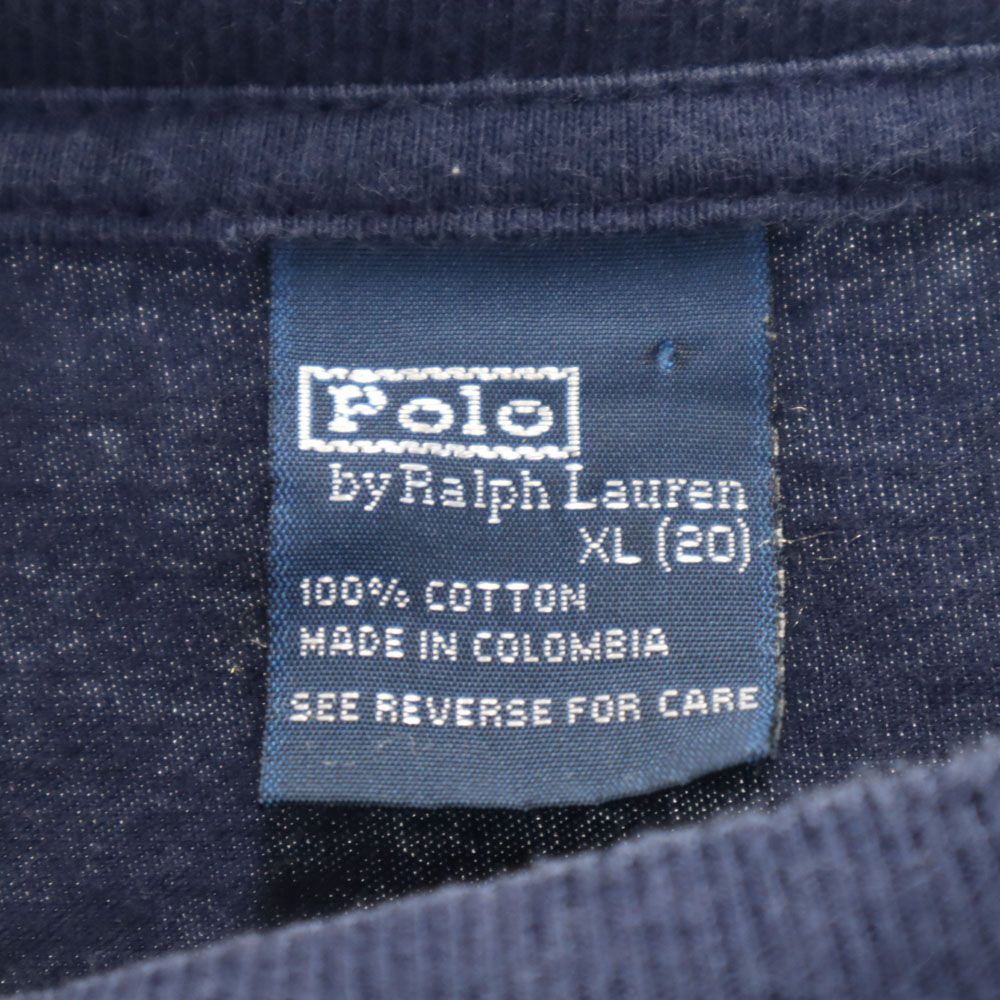 Polo
by Ralph Lauren
XL (20)
100% COTTON
MADE IN COLOMBIA
SEE REVERSE FOR CARE